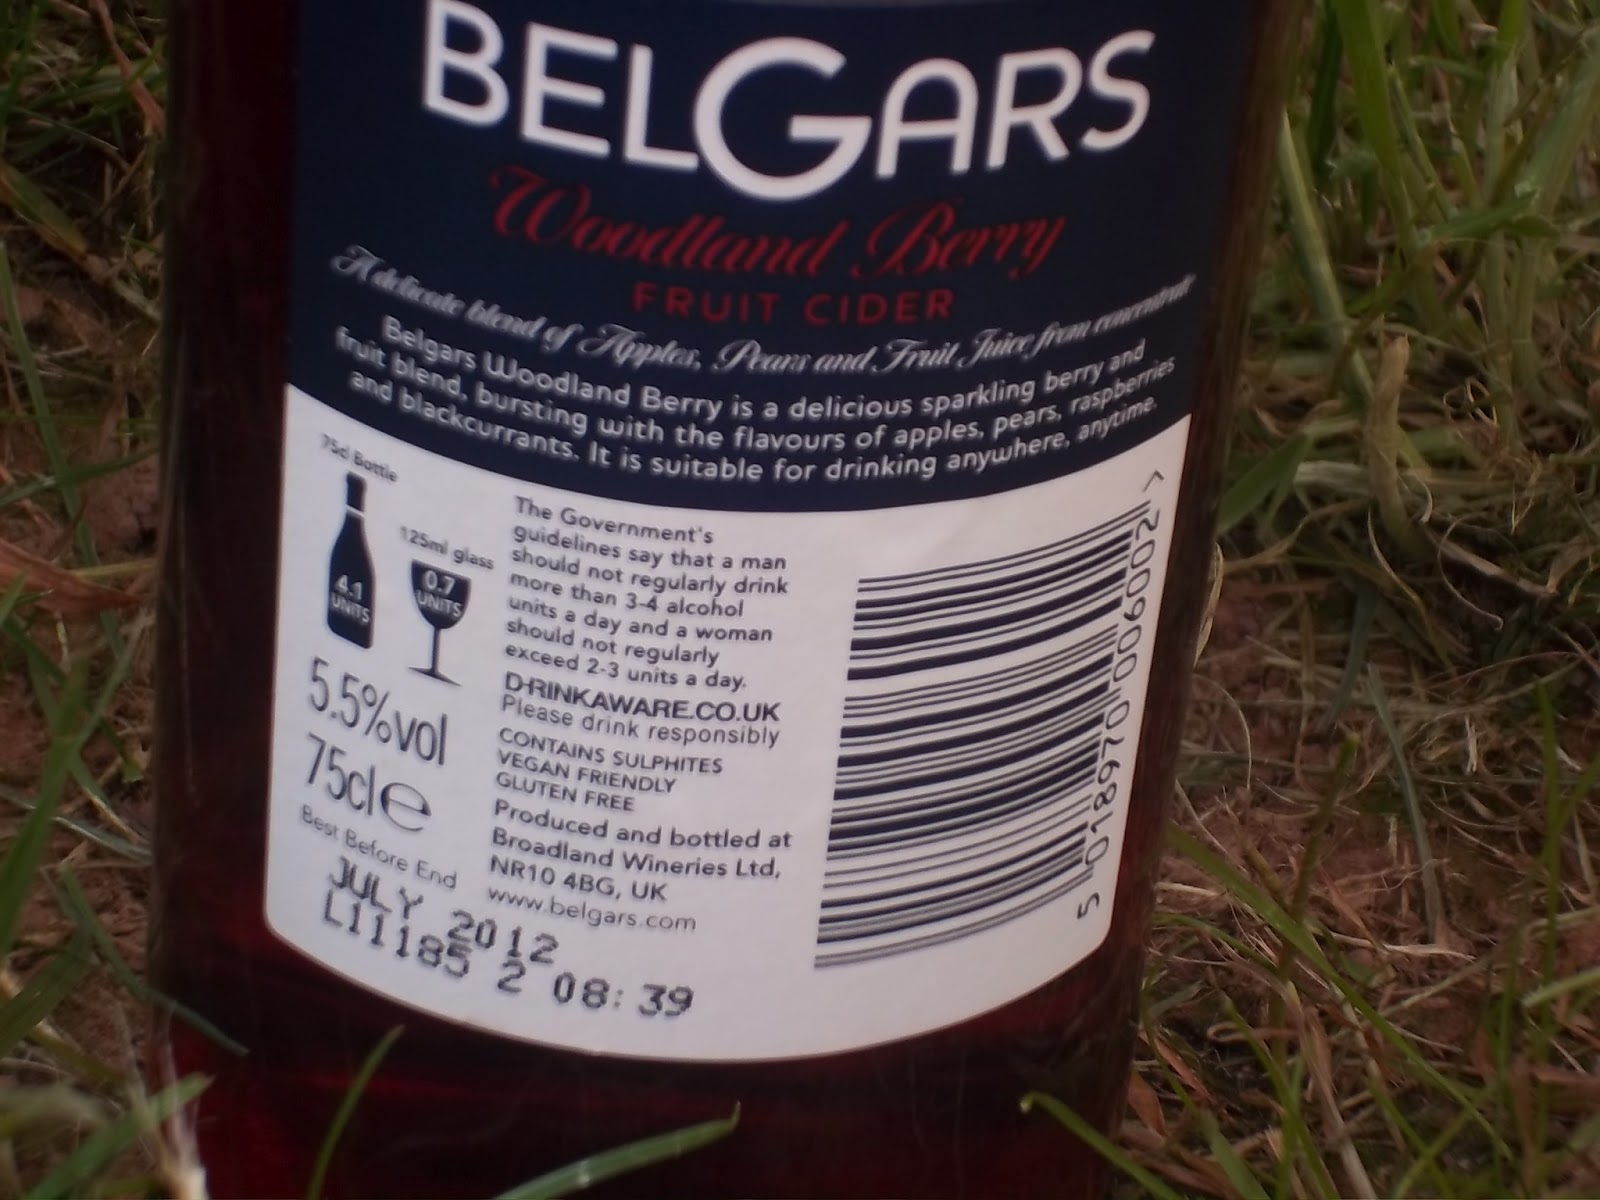 BELGARS
Woodland Berry
FRUIT CIDER
A delicate blend of Apples, Pears and Fruit Juice from concentrate
Belgars Woodland Berry is a delicious sparkling berry and
fruit blend, bursting with the flavours of apples, pears, raspberries
and blackcurrants. It is suitable for drinking anywhere, anytime.
75cl Bottle
4.1
UNITS
125ml glass
0.7
UNITS
5.5%vol
75cl e
Best Before End
JULY 2012
L11185 2 08:39
The Government's
guidelines say that a man
should not regularly drink
more than 3-4 alcohol
units a day and a woman
should not regularly
exceed 2-3 units a day.
DRINKAWARE.CO.UK
Please drink responsibly
CONTAINS SULPHITES
VEGAN FRIENDLY
GLUTEN FREE
Produced and bottled at
Broadland Wineries Ltd,
NR10 4BG, UK
www.belgars.com
5 018970 006002 >